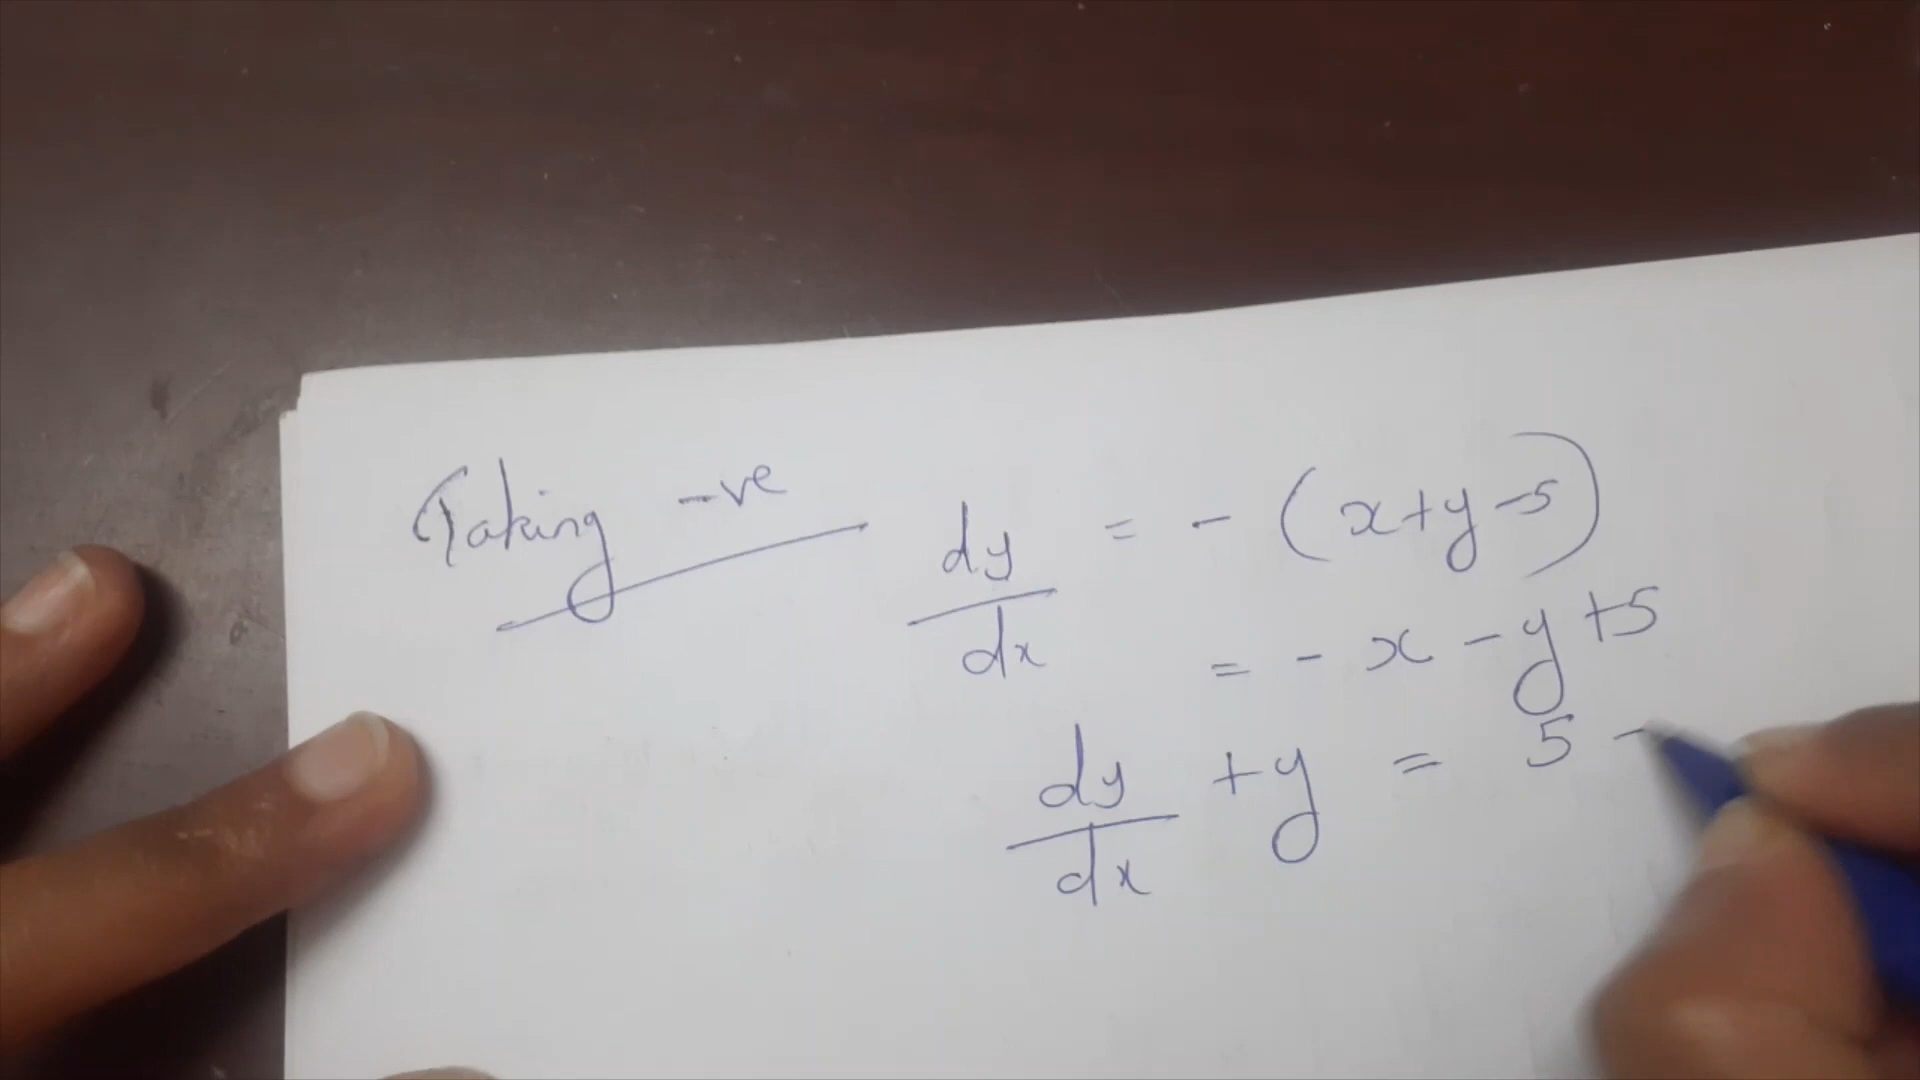 Taking -ve dy/dx = - (x+y-5)
= - x - y +5
dy/dx + y = 5 -